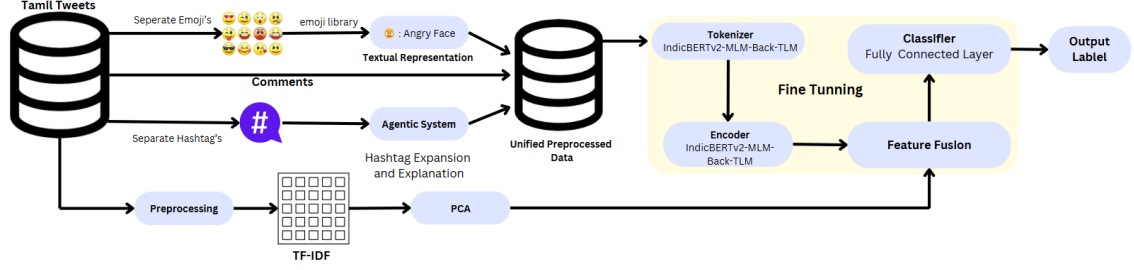 Tamil Tweets
Seperate Emoji's
emoji library
: Angry Face
Textual Representation
Comments
#
Separate Hashtag's
Agentic System
Hashtag Expansion
and Explanation
Unified Preprocessed
Data
Preprocessing
TF-IDF
PCA
Tokenizer
IndicBERTv2-MLM-Back-TLM
Fine Tunning
Encoder
IndicBERTv2-MLM-
Back-TLM
Classifier
Fully Connected Layer
Feature Fusion
Output
Lablel